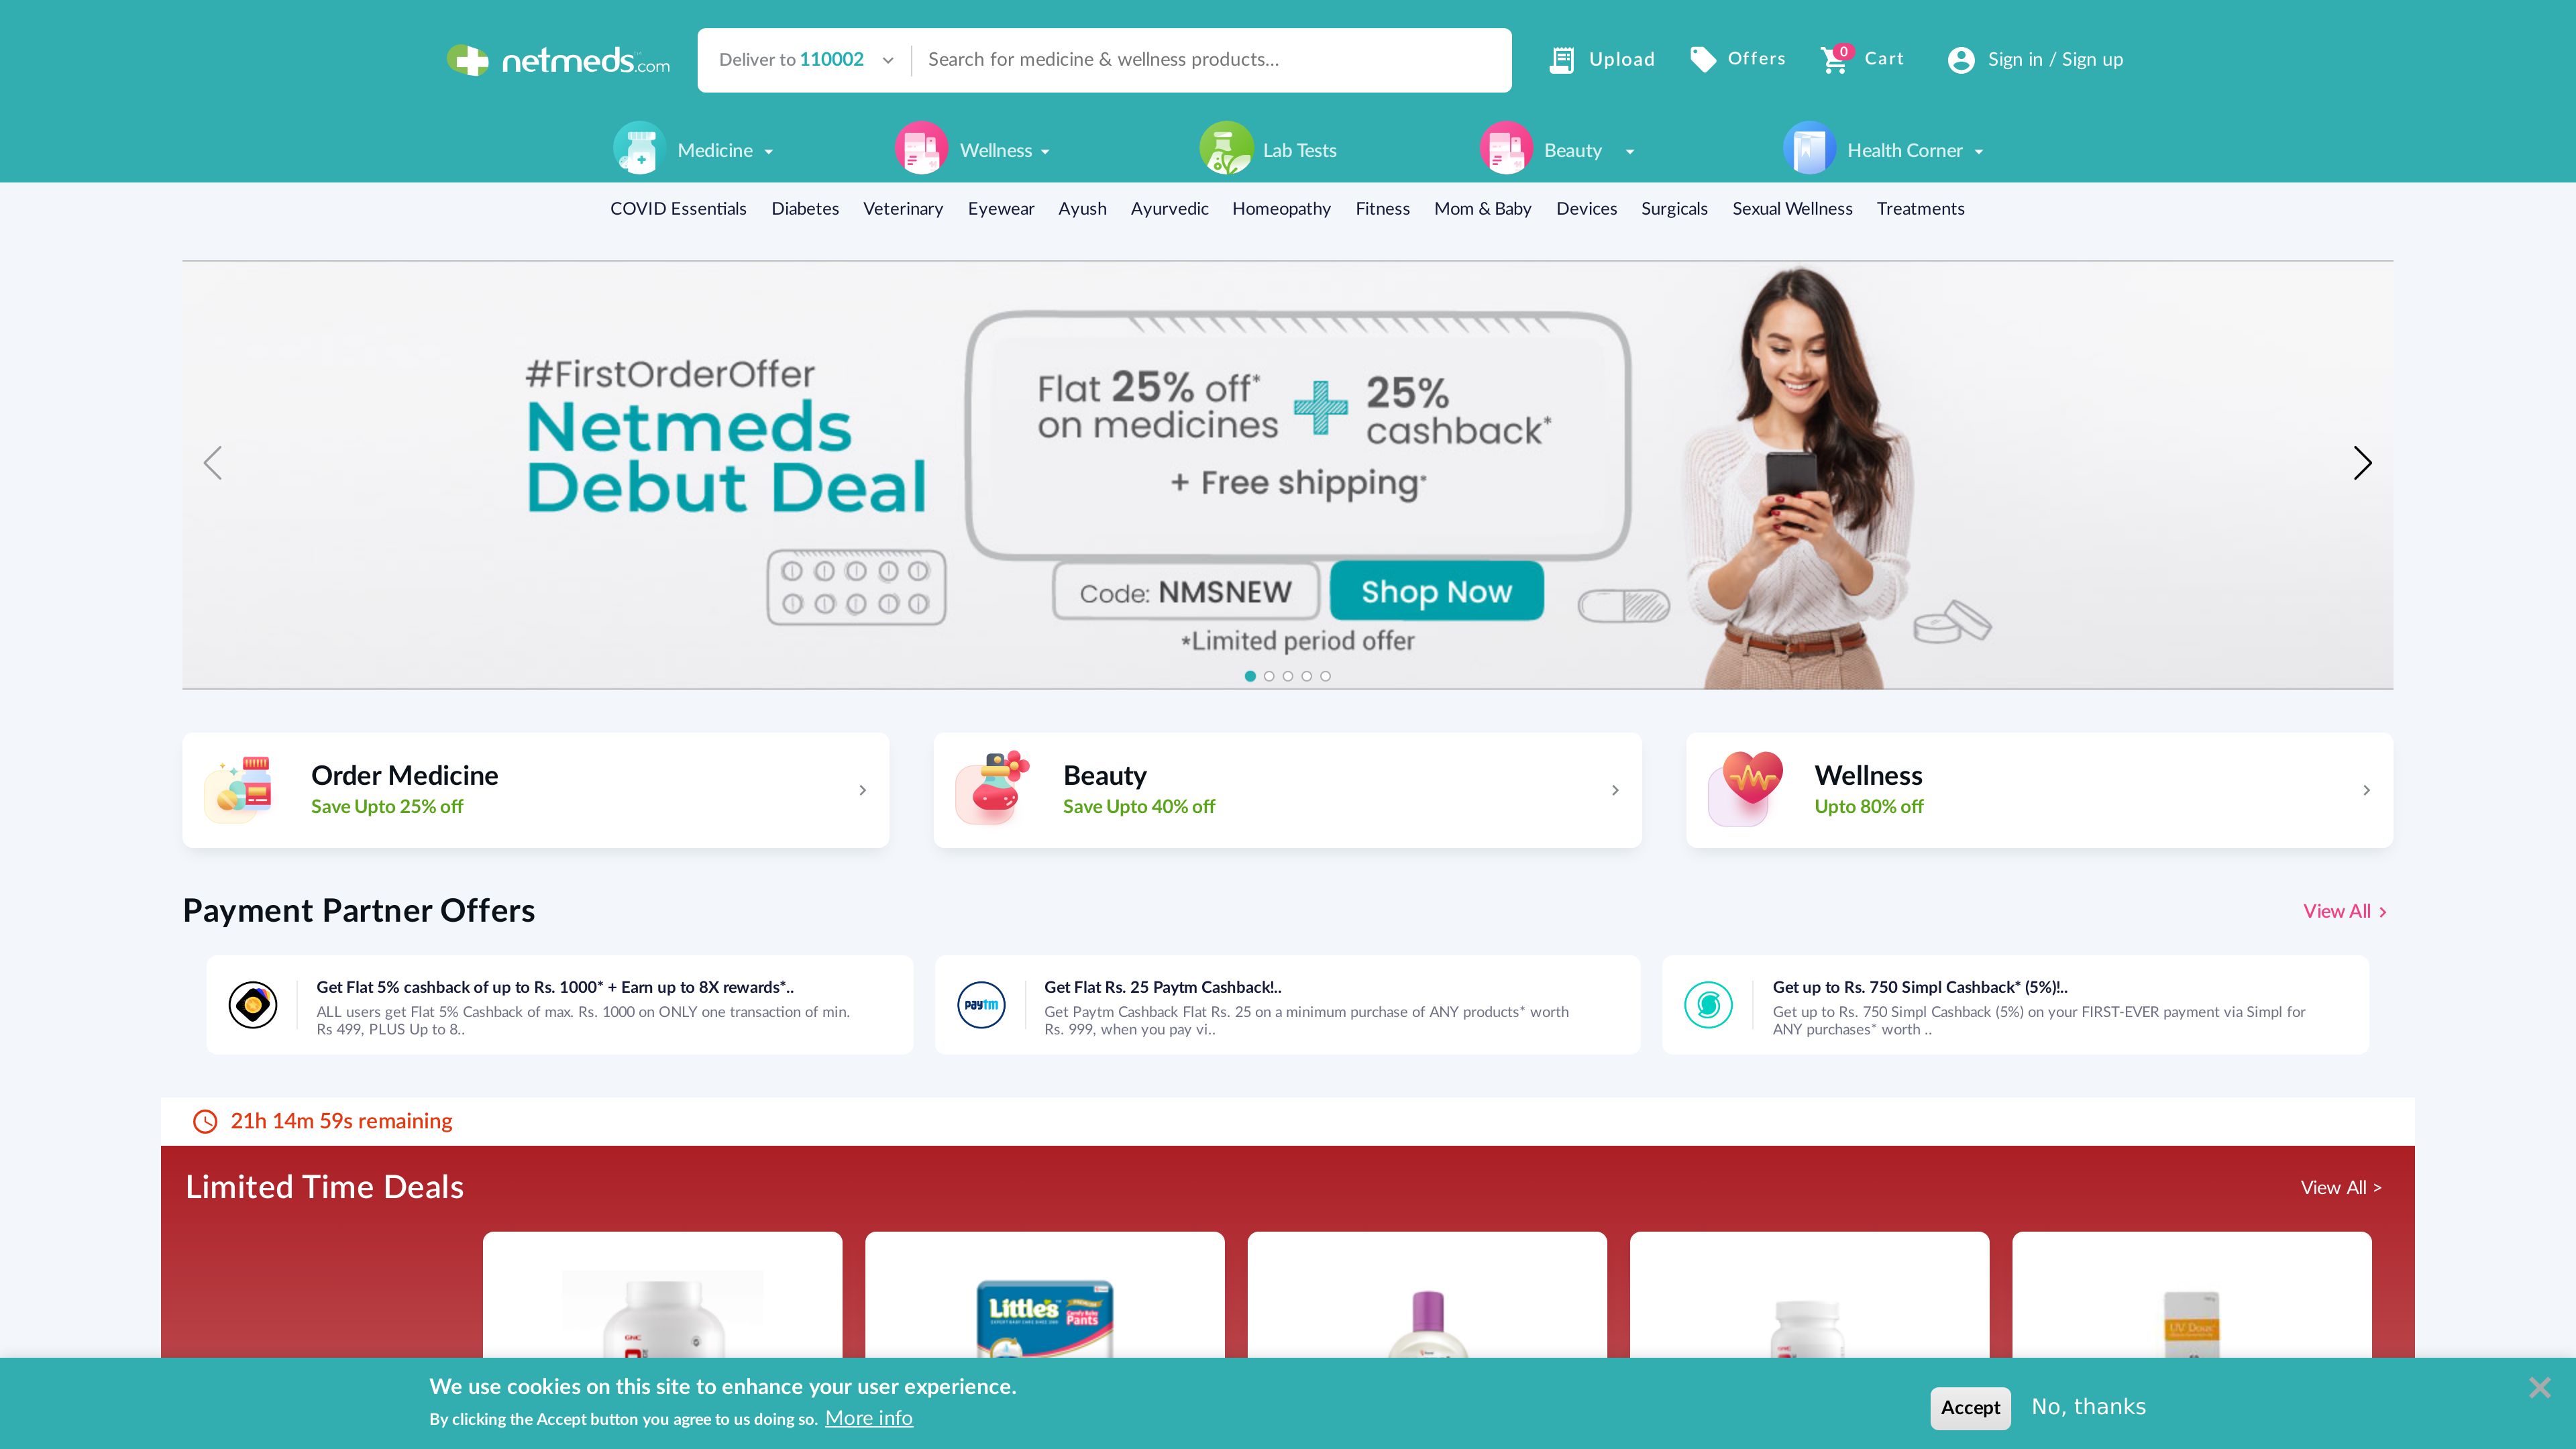 netmeds.com
Deliver to 110002
Search for medicine & wellness products...
Upload
Offers
0
Cart
Sign in / Sign up
Medicine
Wellness
Lab Tests
Beauty
Health Corner
COVID Essentials
Diabetes
Veterinary
Eyewear
Ayush
Ayurvedic
Homeopathy
Fitness
Mom & Baby
Devices
Surgicals
Sexual Wellness
Treatments
#FirstOrderOffer
Netmeds
Debut Deal
Flat 25% off*
on medicines
25%
cashback*
+ Free shipping*
Code: NMSNEW
Shop Now
*Limited period offer
Order Medicine
Save Upto 25% off
Beauty
Save Upto 40% off
Wellness
Upto 80% off
Payment Partner Offers
View All
Get Flat 5% cashback of up to Rs. 1000* + Earn up to 8X rewards*..
ALL users get Flat 5% Cashback of max. Rs. 1000 on ONLY one transaction of min.
Rs 499, PLUS Up to 8..
paytm
Get Flat Rs. 25 Paytm Cashback!..
Get Paytm Cashback Flat Rs. 25 on a minimum purchase of ANY products* worth
Rs. 999, when you pay vi..
Get up to Rs. 750 Simpl Cashback* (5%)!..
Get up to Rs. 750 Simpl Cashback (5%) on your FIRST-EVER payment via Simpl for
ANY purchases* worth ..
21h 14m 59s remaining
Limited Time Deals
View All >
GNC
Littles
Comfy Baby
Pants
GNC
UV Doux
We use cookies on this site to enhance your user experience.
By clicking the Accept button you agree to us doing so. More info
Accept
No, thanks